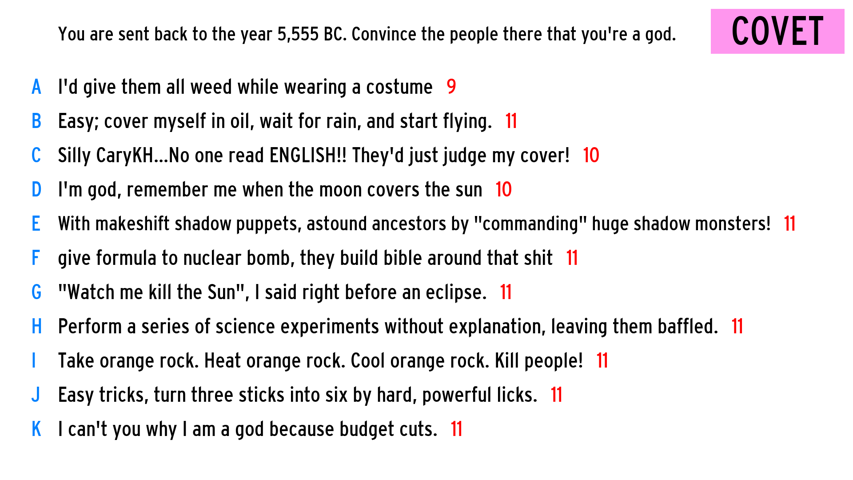 You are sent back to the year 5,555 BC. Convince the people there that you're a god.
COVET
A I'd give them all weed while wearing a costume 9
B Easy; cover myself in oil, wait for rain, and start flying. 11
C Silly CaryKH...No one read ENGLISH!! They'd just judge my cover! 10
D I'm god, remember me when the moon covers the sun 10
E With makeshift shadow puppets, astound ancestors by "commanding" huge shadow monsters! 11
F give formula to nuclear bomb, they build bible around that shit 11
G "Watch me kill the Sun", I said right before an eclipse. 11
H Perform a series of science experiments without explanation, leaving them baffled. 11
I Take orange rock. Heat orange rock. Cool orange rock. Kill people! 11
J Easy tricks, turn three sticks into six by hard, powerful licks. 11
K I can't you why I am a god because budget cuts. 11